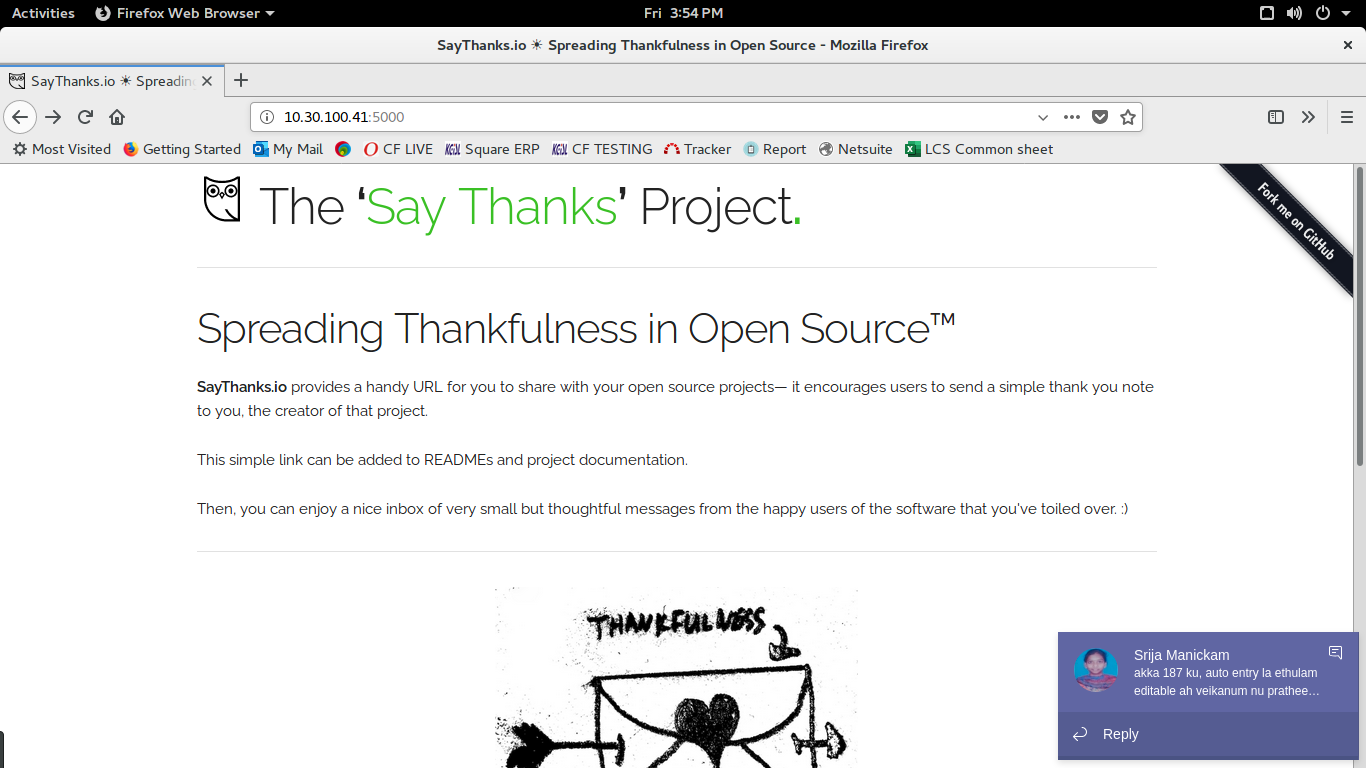 Activities Firefox Web Browser Fri 3:54 PM
SayThanks.io ☀ Spreading Thankfulness in Open Source - Mozilla Firefox
SayThanks.io ☀ Spreading
10.30.100.41:5000
Most Visited Getting Started My Mail CF LIVE KGiSL Square ERP KGiSL CF TESTING Tracker Report Netsuite LCS Common sheet
The ‘Say Thanks’ Project.
Fork me on GitHub
Spreading Thankfulness in Open Source™
SayThanks.io provides a handy URL for you to share with your open source projects— it encourages users to send a simple thank you note
to you, the creator of that project.
This simple link can be added to READMEs and project documentation.
Then, you can enjoy a nice inbox of very small but thoughtful messages from the happy users of the software that you've toiled over. :)
THANKFULNESS
Srija Manickam
akka 187 ku, auto entry la ethulam
editable ah veikanum nu prathee…
Reply